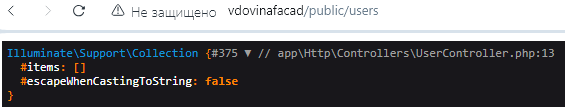 Не защищено vdovinafacad/public/users
Illuminate\Support\Collection {#375 ▼ // app\Http\Controllers\UserController.php:13
#items: []
#escapeWhenCastingToString: false
}